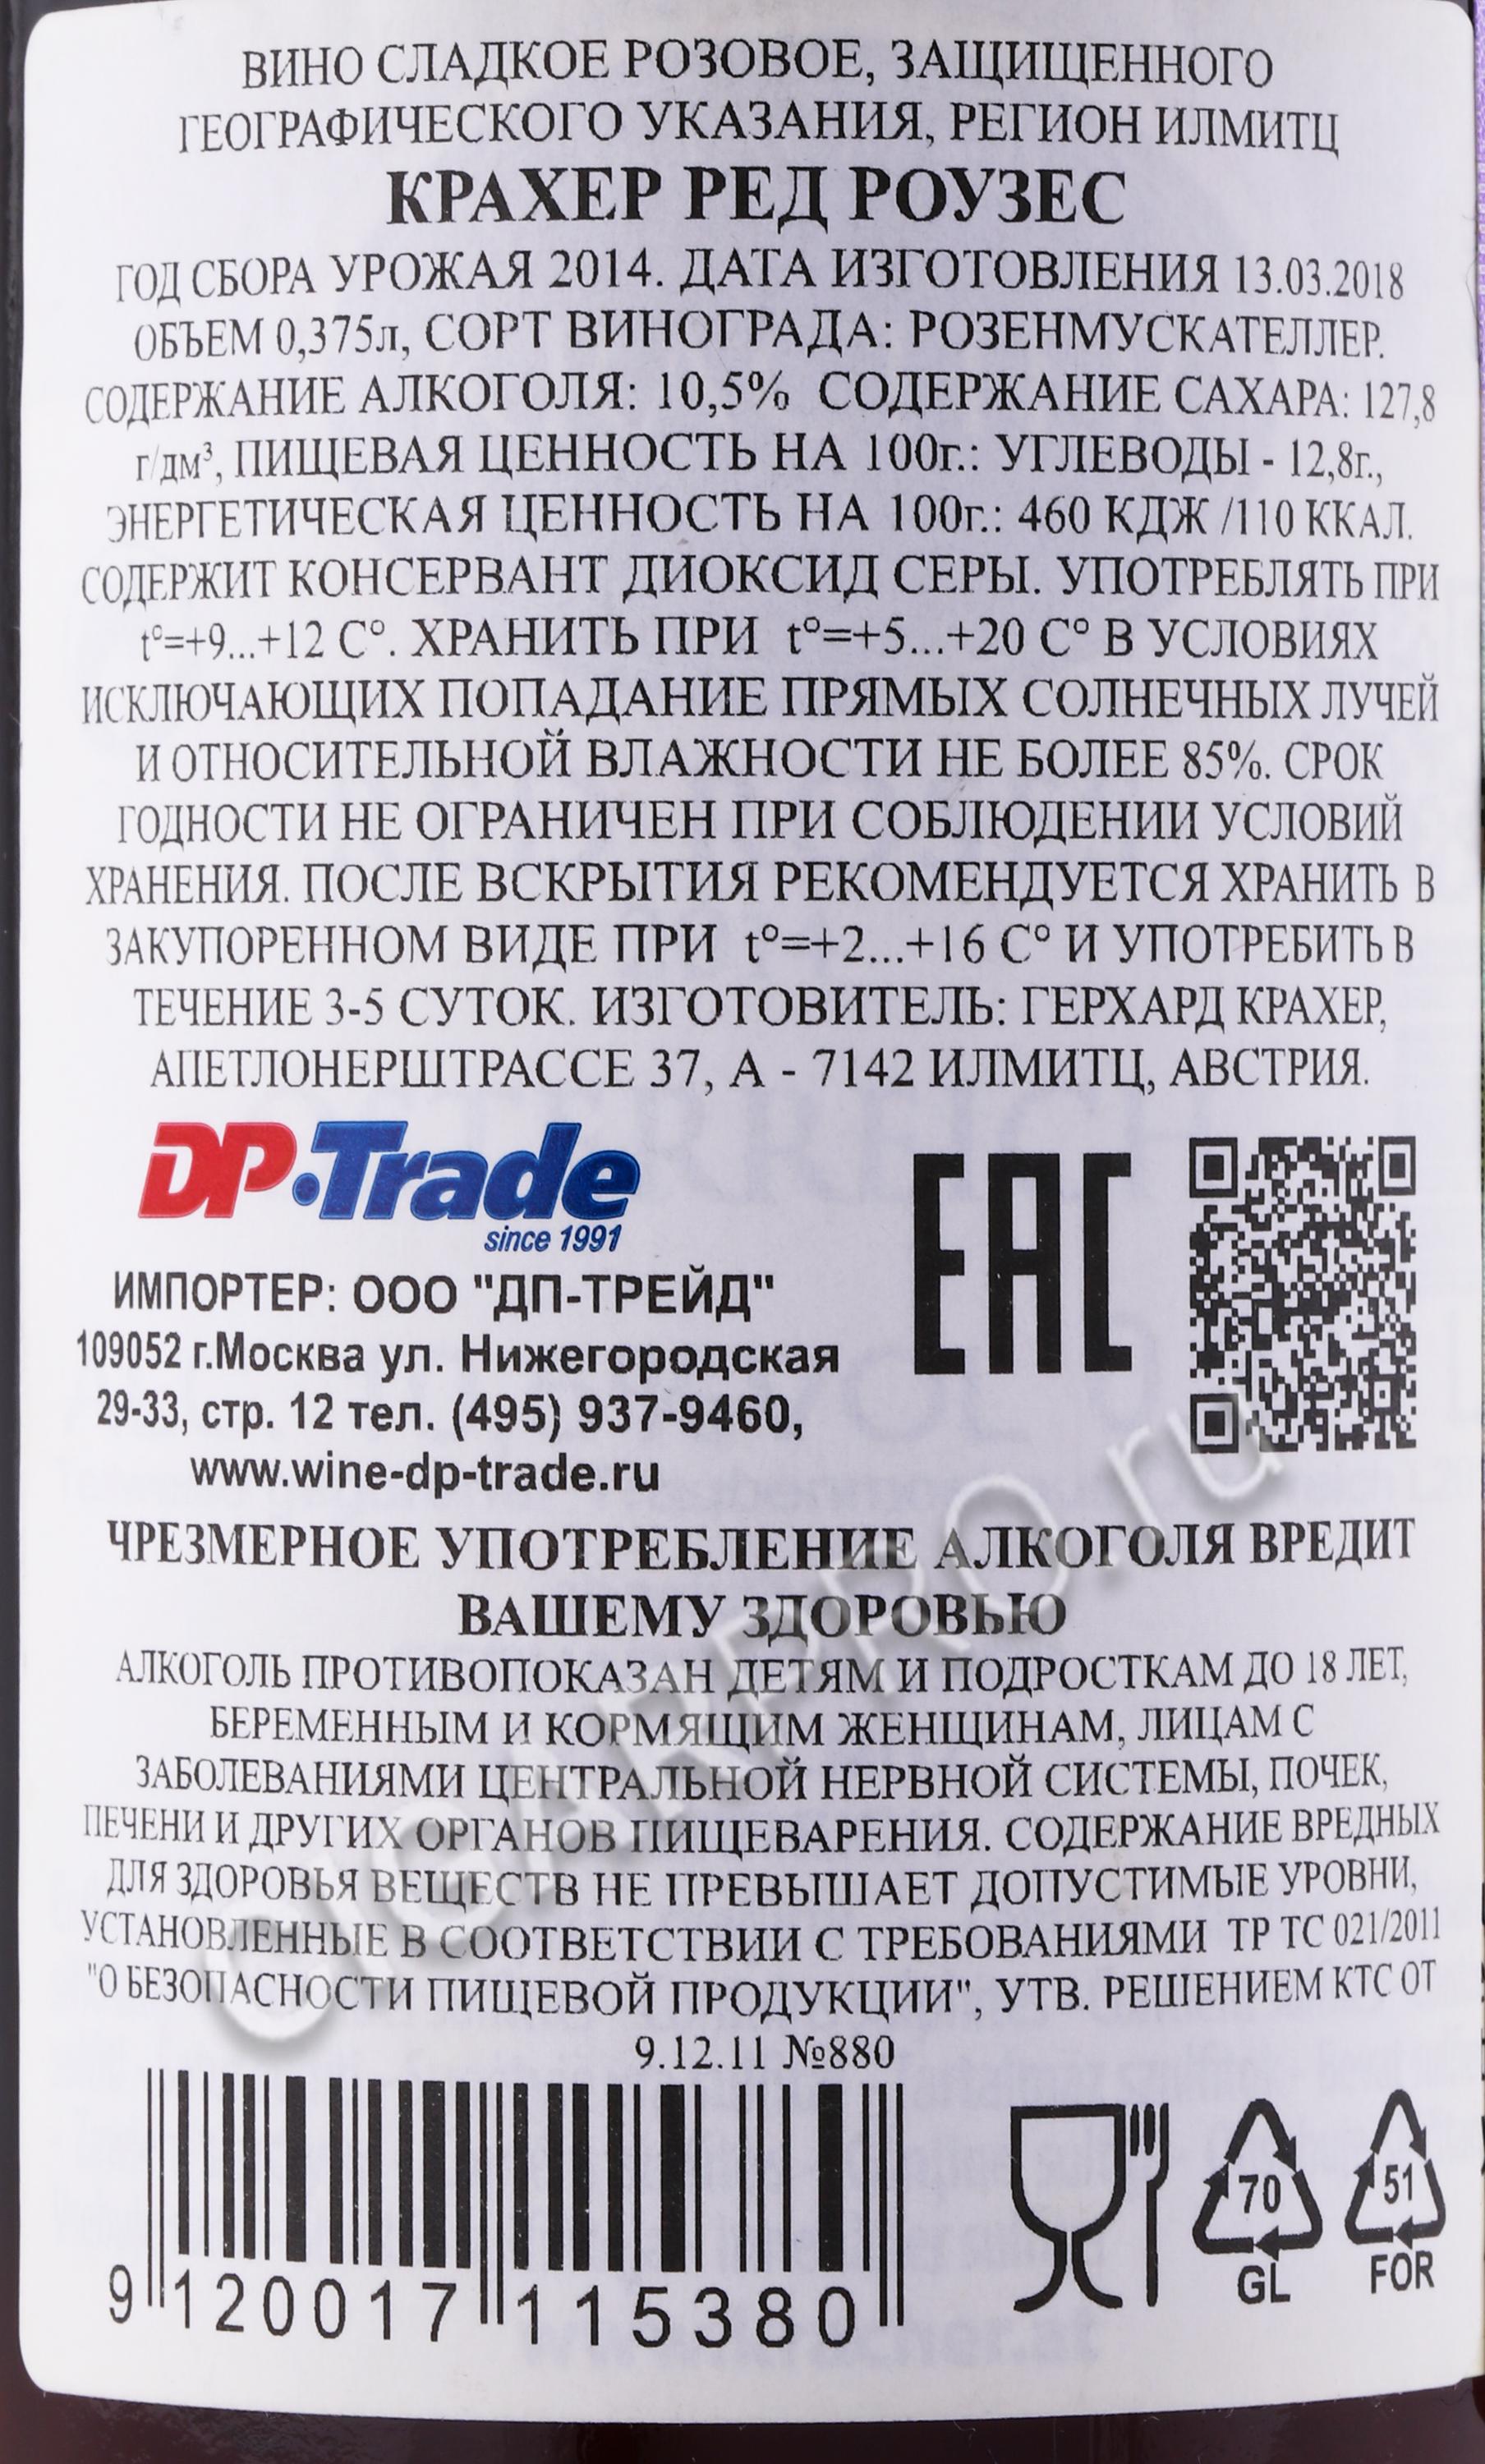 ВИНО СЛАДКОЕ РОЗОВОЕ, ЗАЩИЩЕННОГО
ГЕОГРАФИЧЕСКОГО УКАЗАНИЯ, РЕГИОН ИЛМИТЦ
КРАХЕР РЕД РОУЗЕС
ГОД СБОРА УРОЖАЯ 2014. ДАТА ИЗГОТОВЛЕНИЯ 13.03.2018
ОБЪЕМ 0,375л, СОРТ ВИНОГРАДА: РОЗЕНМУСКАТЕЛЛЕР.
СОДЕРЖАНИЕ АЛКОГОЛЯ: 10,5% СОДЕРЖАНИЕ САХАРА: 127,8
г/дм³, ПИЩЕВАЯ ЦЕННОСТЬ НА 100г.: УГЛЕВОДЫ - 12,8г.,
ЭНЕРГЕТИЧЕСКАЯ ЦЕННОСТЬ НА 100г.: 460 КДЖ /110 ККАЛ.
СОДЕРЖИТ КОНСЕРВАНТ ДИОКСИД СЕРЫ. УПОТРЕБЛЯТЬ ПРИ
t°=+9...+12 С°. ХРАНИТЬ ПРИ t°=+5...+20 С° В УСЛОВИЯХ
ИСКЛЮЧАЮЩИХ ПОПАДАНИЕ ПРЯМЫХ СОЛНЕЧНЫХ ЛУЧЕЙ
И ОТНОСИТЕЛЬНОЙ ВЛАЖНОСТИ НЕ БОЛЕЕ 85%. СРОК
ГОДНОСТИ НЕ ОГРАНИЧЕН ПРИ СОБЛЮДЕНИИ УСЛОВИЙ
ХРАНЕНИЯ. ПОСЛЕ ВСКРЫТИЯ РЕКОМЕНДУЕТСЯ ХРАНИТЬ В
ЗАКУПОРЕННОМ ВИДЕ ПРИ t°=+2...+16 С° И УПОТРЕБИТЬ В
ТЕЧЕНИЕ 3-5 СУТОК. ИЗГОТОВИТЕЛЬ: ГЕРХАРД КРАХЕР,
АПЕТЛОНЕРШТРАССЕ 37, А - 7142 ИЛМИТЦ, АВСТРИЯ.
DP·Trade
since 1991
ЕАС
ИМПОРТЕР: ООО "ДП-ТРЕЙД"
109052 г.Москва ул. Нижегородская
29-33, стр. 12 тел. (495) 937-9460,
www.wine-dp-trade.ru
ЧРЕЗМЕРНОЕ УПОТРЕБЛЕНИЕ АЛКОГОЛЯ ВРЕДИТ
ВАШЕМУ ЗДОРОВЬЮ
АЛКОГОЛЬ ПРОТИВОПОКАЗАН ДЕТЯМ И ПОДРОСТКАМ ДО 18 ЛЕТ,
БЕРЕМЕННЫМ И КОРМЯЩИМ ЖЕНЩИНАМ, ЛИЦАМ С
ЗАБОЛЕВАНИЯМИ ЦЕНТРАЛЬНОЙ НЕРВНОЙ СИСТЕМЫ, ПОЧЕК,
ПЕЧЕНИ И ДРУГИХ ОРГАНОВ ПИЩЕВАРЕНИЯ. СОДЕРЖАНИЕ ВРЕДНЫХ
ДЛЯ ЗДОРОВЬЯ ВЕЩЕСТВ НЕ ПРЕВЫШАЕТ ДОПУСТИМЫЕ УРОВНИ,
УСТАНОВЛЕННЫЕ В СООТВЕТСТВИИ С ТРЕБОВАНИЯМИ ТР ТС 021/2011
"О БЕЗОПАСНОСТИ ПИЩЕВОЙ ПРОДУКЦИИ", УТВ. РЕШЕНИЕМ КТС ОТ
9.12.11 №880
CIGARPRO.ru
9 120017 115380
70
GL
51
FOR